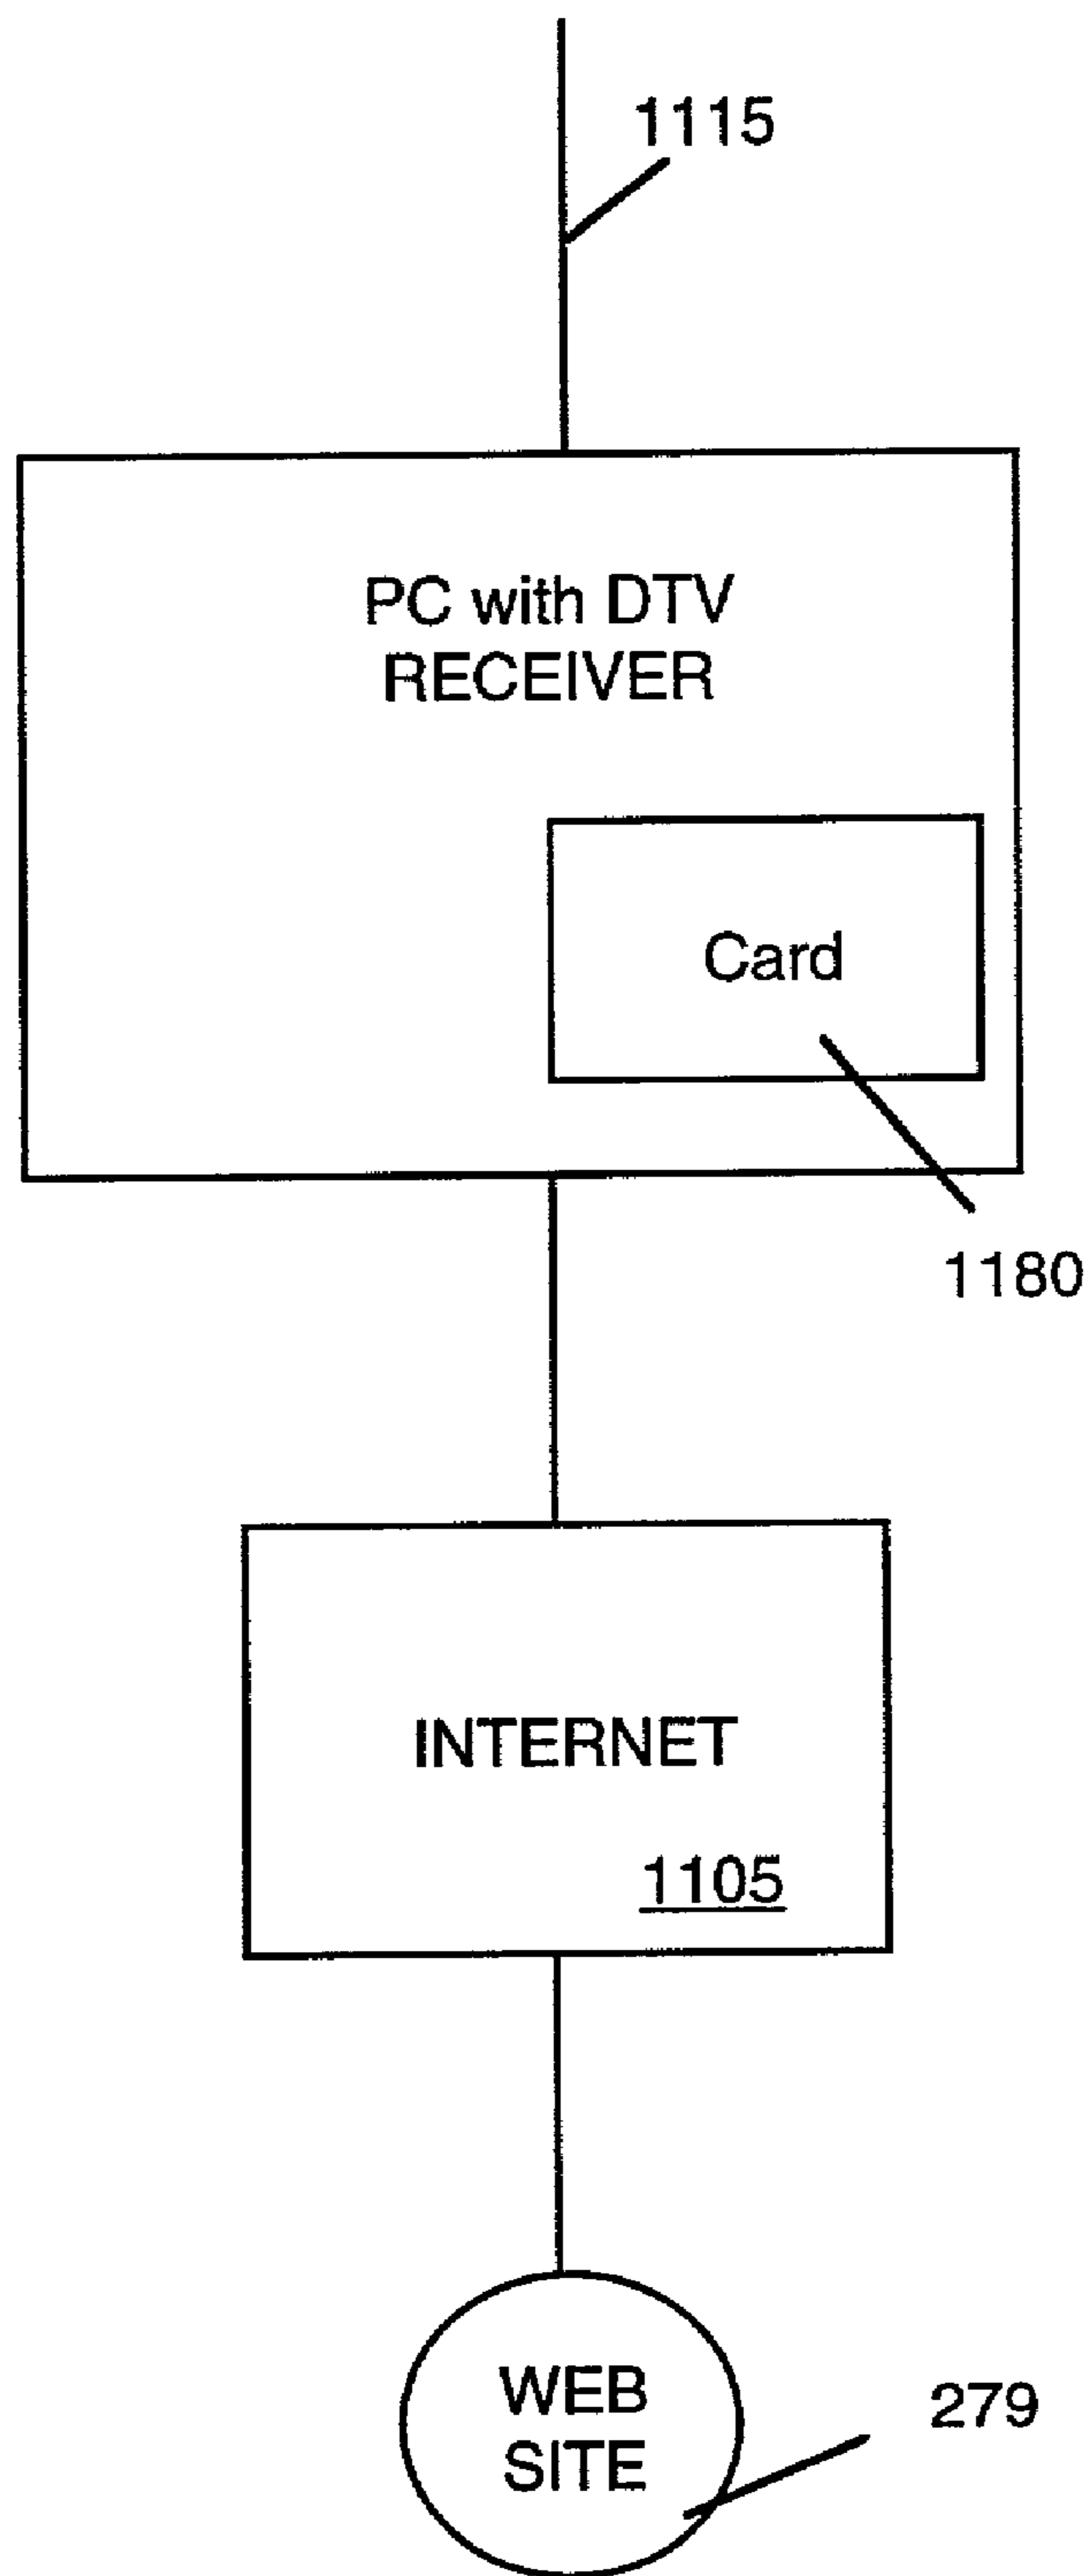 1115
PC with DTV
RECEIVER
Card
1180
INTERNET
1105
WEB
SITE
279